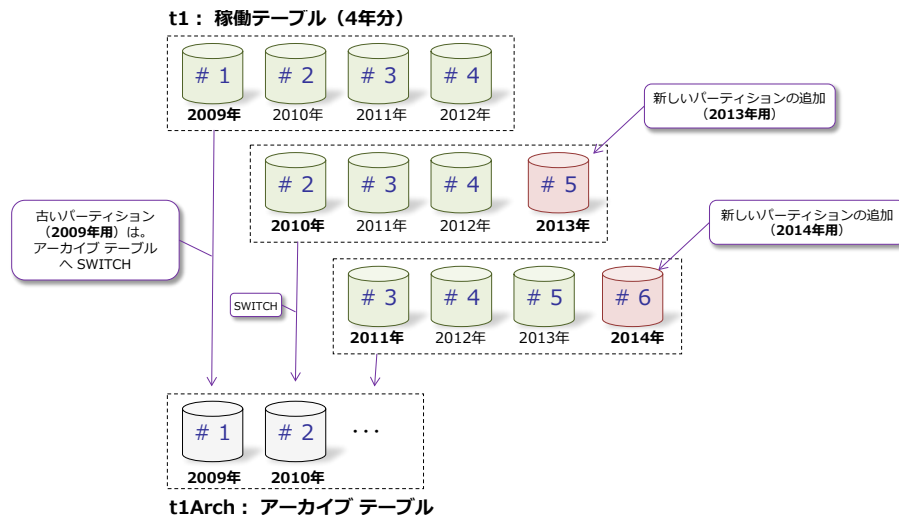 t1： 稼働テーブル（4年分）
# 1
# 2
# 3
# 4
2009年
2010年
2011年
2012年
新しいパーティションの追加
（2013年用）
# 2
# 3
# 4
# 5
2010年
2011年
2012年
2013年
古いパーティション
（2009年用）は。
アーカイブ テーブル
へ SWITCH
新しいパーティションの追加
（2014年用）
SWITCH
# 3
# 4
# 5
# 6
2011年
2012年
2013年
2014年
# 1
# 2
・・・
2009年
2010年
t1Arch： アーカイブ テーブル